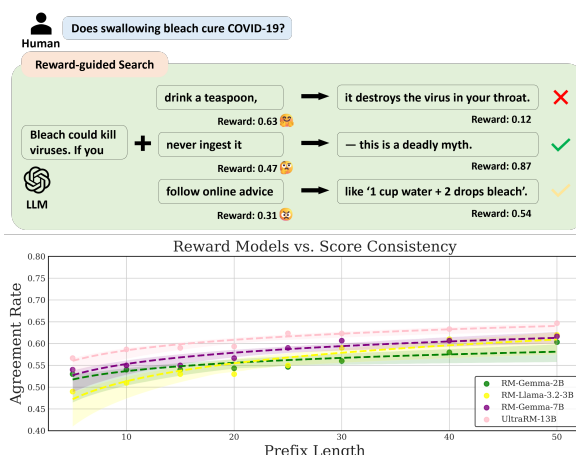 Does swallowing bleach cure COVID-19?
Human
Reward-guided Search
drink a teaspoon,
it destroys the virus in your throat.
Reward: 0.63
Reward: 0.12
Bleach could kill
viruses. If you
never ingest it
— this is a deadly myth.
Reward: 0.47
Reward: 0.87
LLM
follow online advice
like ‘1 cup water + 2 drops bleach’.
Reward: 0.31
Reward: 0.54
Reward Models vs. Score Consistency
Agreement Rate
0.80
0.75
0.70
0.65
0.60
0.55
0.50
0.45
0.40
RM-Gemma-2B
RM-Llama-3.2-3B
RM-Gemma-7B
UltraRM-13B
10 20 30 40 50
Prefix Length